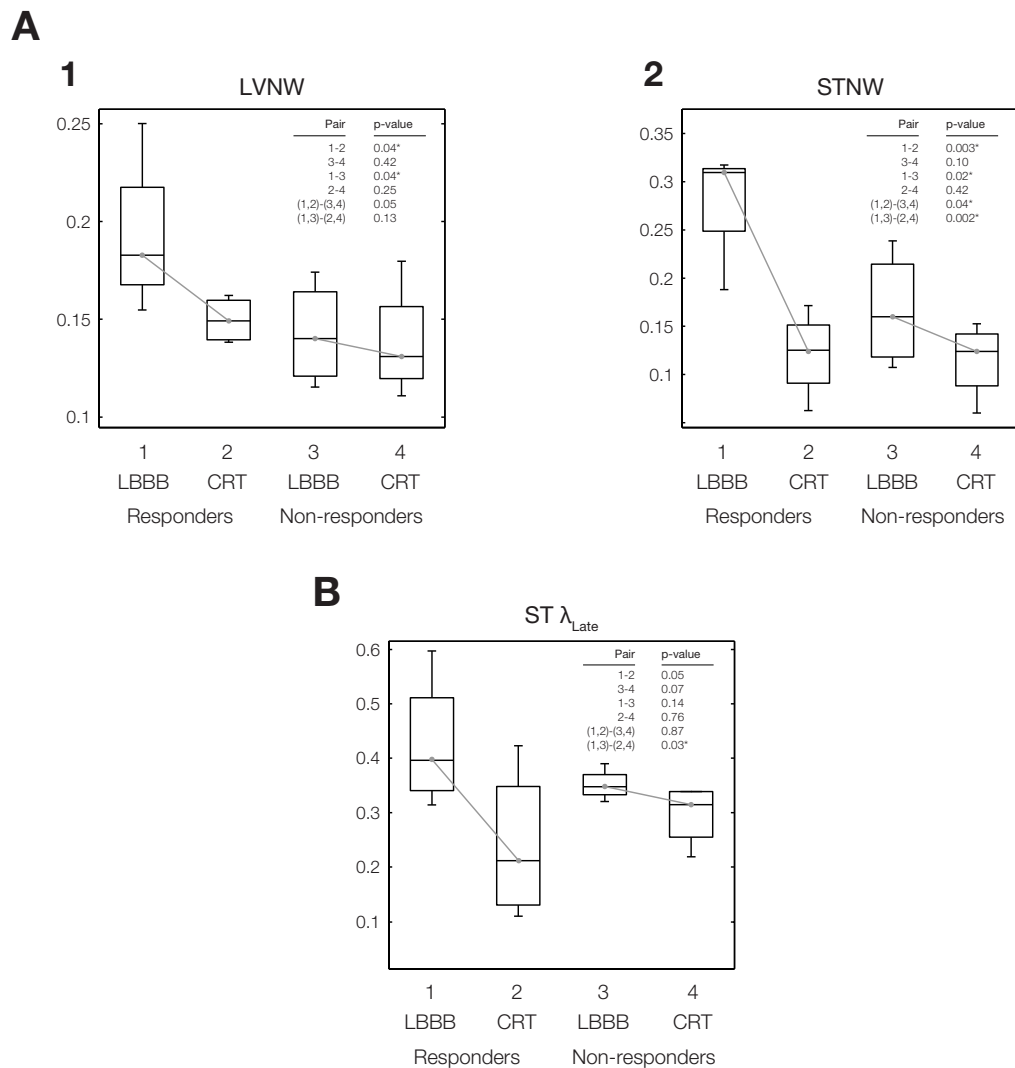 A
1
LVNW
0.25
0.2
0.15
0.1
Pair p-value
1-2 0.04*
3-4 0.42
1-3 0.04*
2-4 0.25
(1,2)-(3,4) 0.05
(1,3)-(2,4) 0.13
1 2 3 4
LBBB CRT LBBB CRT
Responders Non-responders
2
STNW
0.35
0.3
0.25
0.2
0.15
0.1
Pair p-value
1-2 0.003*
3-4 0.10
1-3 0.02*
2-4 0.42
(1,2)-(3,4) 0.04*
(1,3)-(2,4) 0.002*
1 2 3 4
LBBB CRT LBBB CRT
Responders Non-responders
B
ST λLate
0.6
0.5
0.4
0.3
0.2
0.1
Pair p-value
1-2 0.05
3-4 0.07
1-3 0.14
2-4 0.76
(1,2)-(3,4) 0.87
(1,3)-(2,4) 0.03*
1 2 3 4
LBBB CRT LBBB CRT
Responders Non-responders